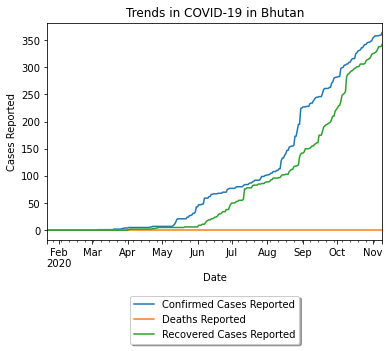 Trends in COVID-19 in Bhutan
350
300
250
200
150
100
50
0
Cases Reported
Feb Mar Apr May Jun Jul Aug Sep Oct Nov
2020
Date
Confirmed Cases Reported
Deaths Reported
Recovered Cases Reported